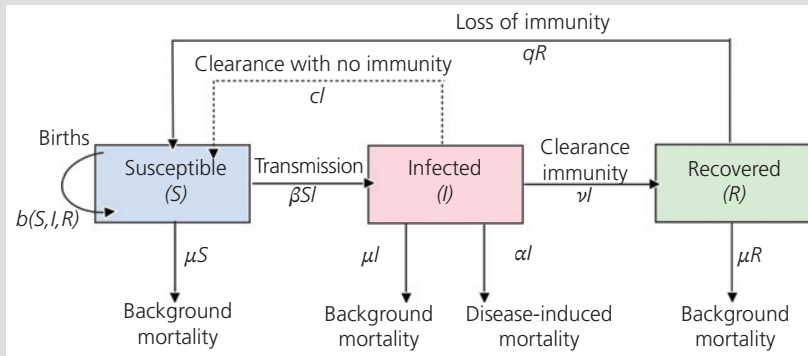 Loss of immunity
qR
Clearance with no immunity
cI
Births
Susceptible
(S)
Transmission
βSI
Infected
(I)
Clearance
immunity
νI
Recovered
(R)
b(S,I,R)
μS
μI
αI
μR
Background
mortality
Background
mortality
Disease-induced
mortality
Background
mortality